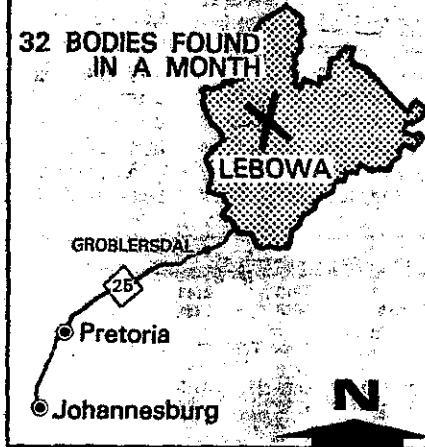 32 BODIES FOUND
IN A MONTH
LEBOWA
GROBLERSDAL
25
Pretoria
Johannesburg
N